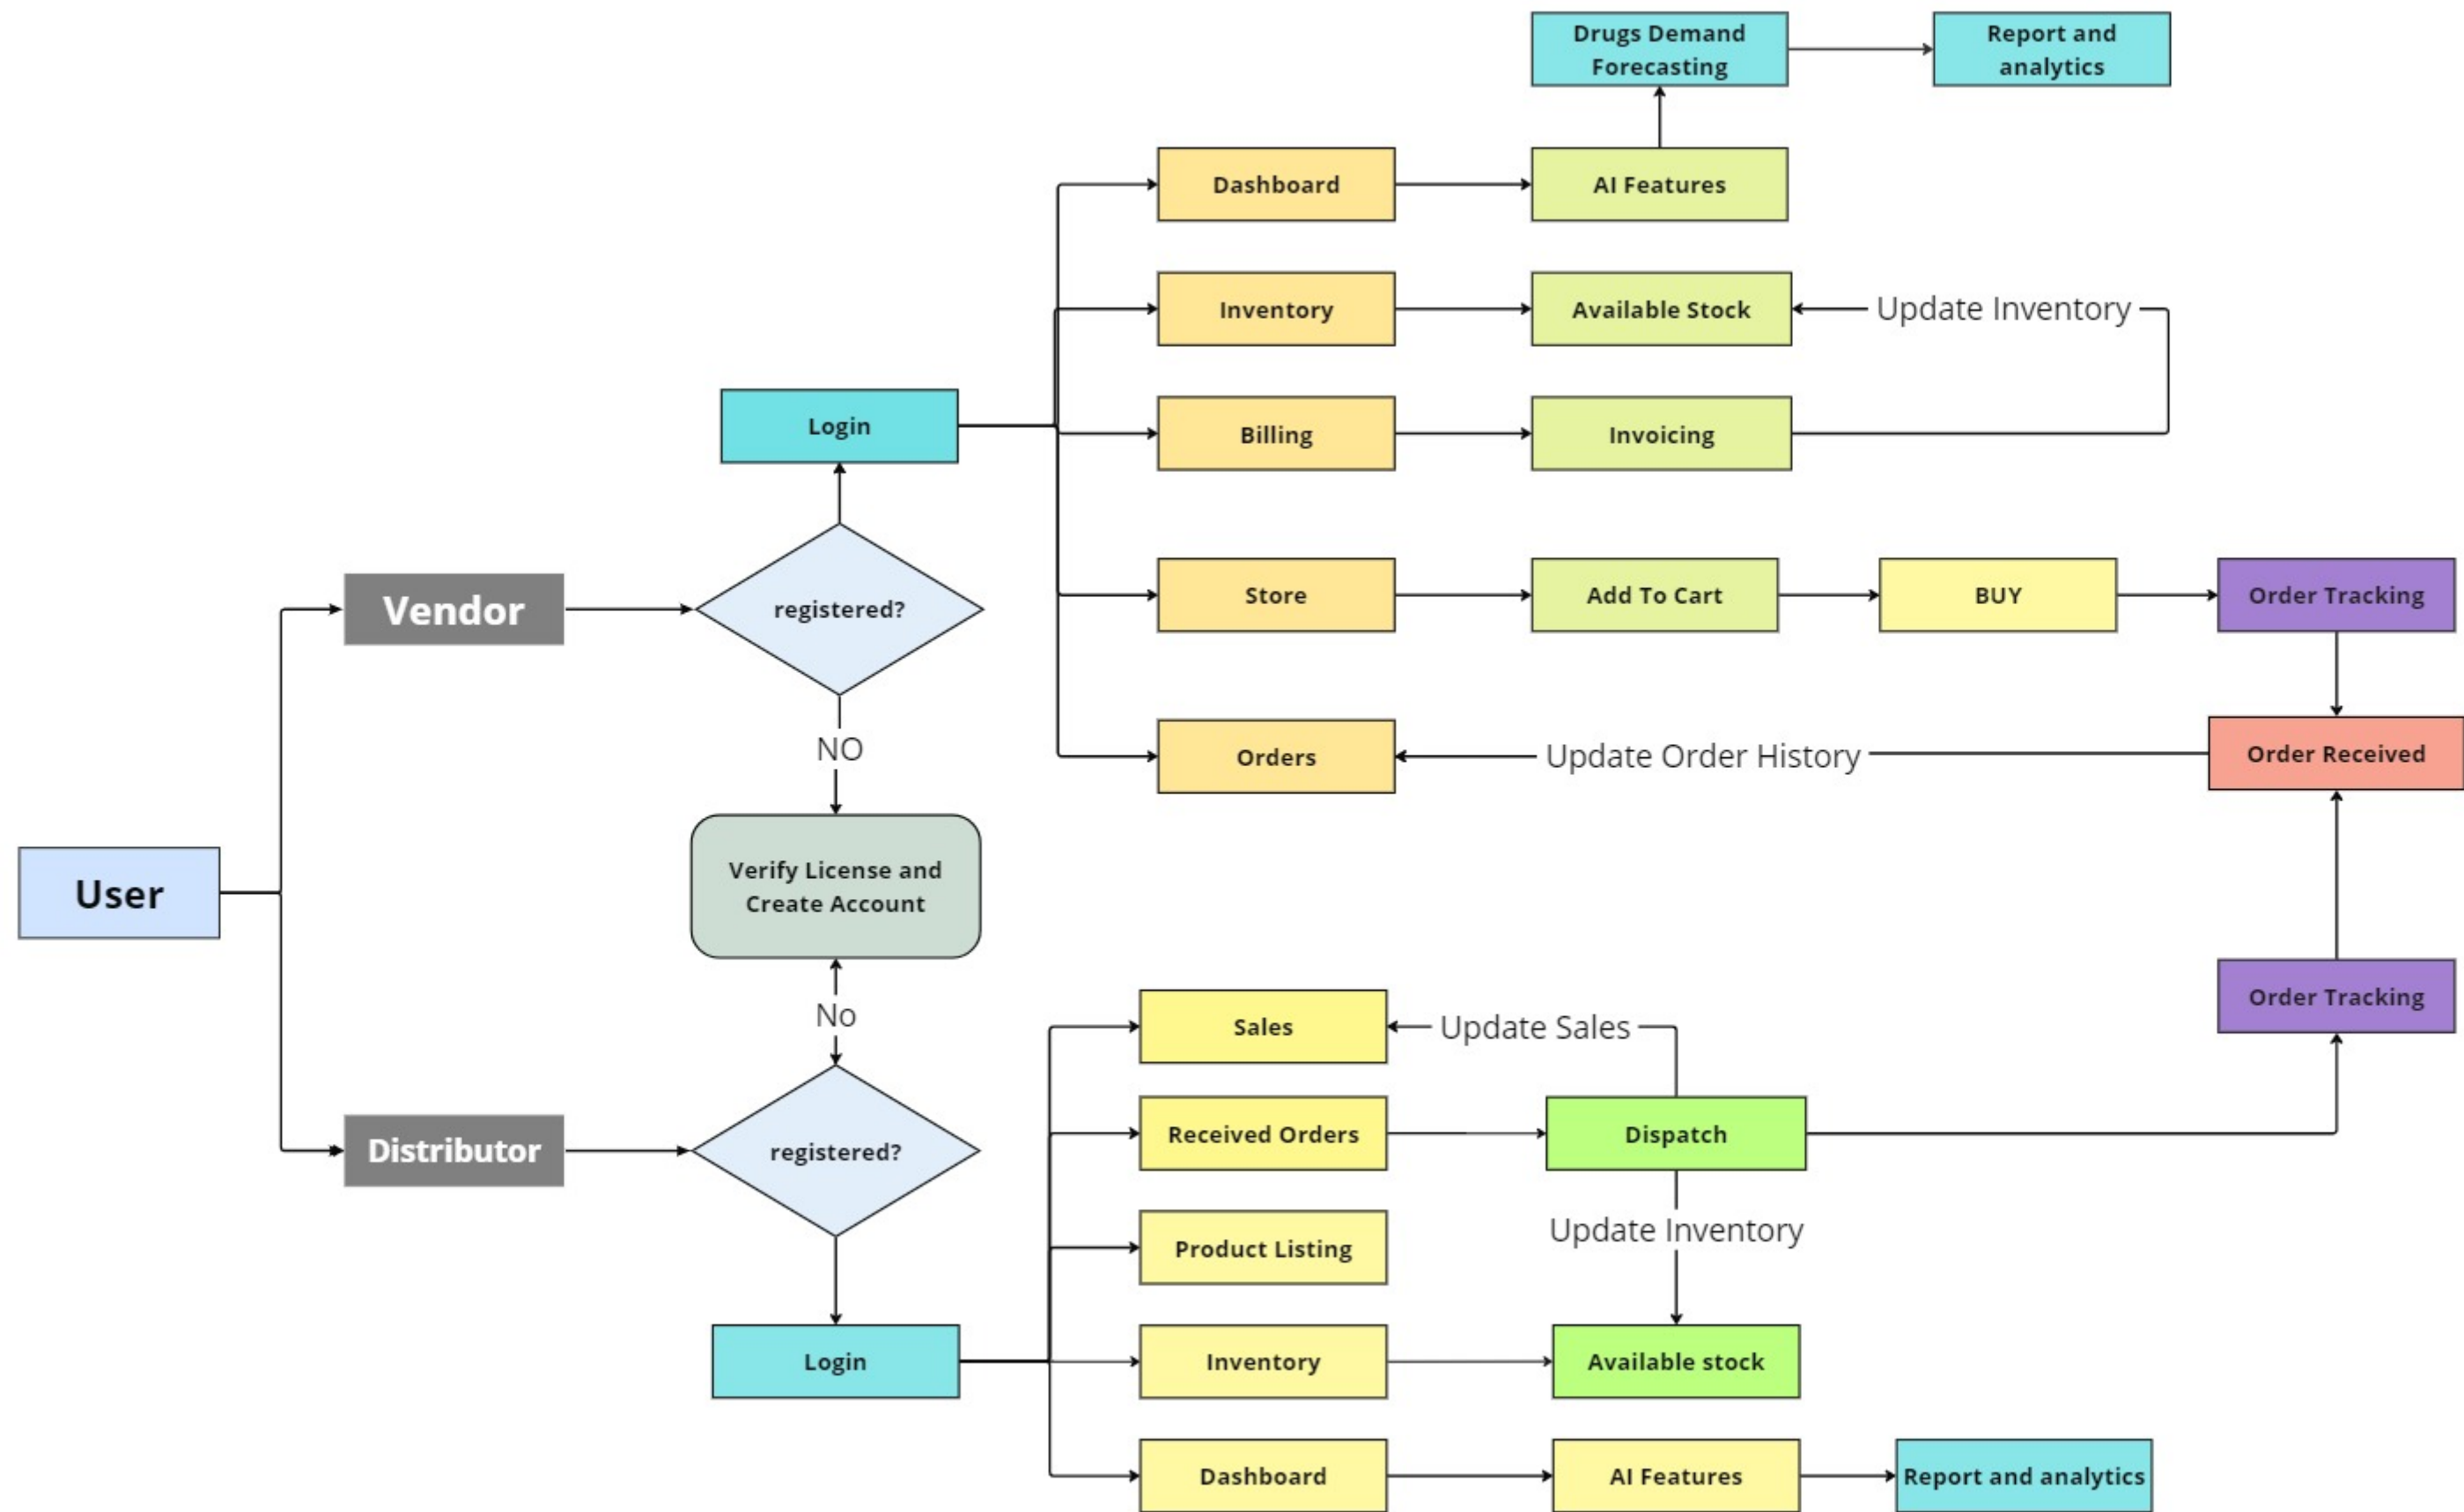 Drugs Demand
Forecasting
Report and
analytics
Dashboard
AI Features
Inventory
Available Stock
Update Inventory
Login
Billing
Invoicing
Vendor
registered?
Store
Add To Cart
BUY
Order Tracking
NO
Orders
Update Order History
Order Received
User
Verify License and
Create Account
No
Order Tracking
Sales
Update Sales
Distributor
registered?
Received Orders
Dispatch
Product Listing
Update Inventory
Login
Inventory
Available stock
Dashboard
AI Features
Report and analytics